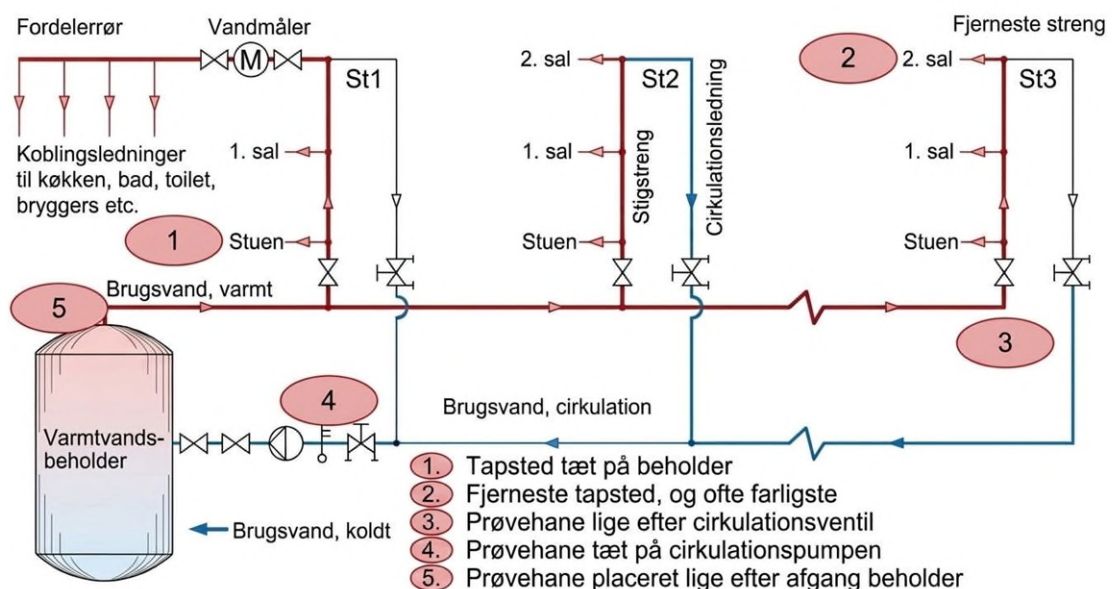 Fordelerrør
Vandmåler
Fjerneste streng
M
St1
2. sal
St2
2
2. sal
St3
Koblingsledninger
til køkken, bad, toilet,
bryggers etc.
1. sal
1. sal
Stigstreng
Cirkulationsledning
1. sal
1
Stuen
Stuen
Stuen
5
Brugsvand, varmt
3
4
Brugsvand, cirkulation
Varmtvands-
beholder
Brugsvand, koldt
1. Tapsted tæt på beholder
2. Fjerneste tapsted, og ofte farligste
3. Prøvehane lige efter cirkulationsventil
4. Prøvehane tæt på cirkulationspumpen
5. Prøvehane placeret lige efter afgang beholder